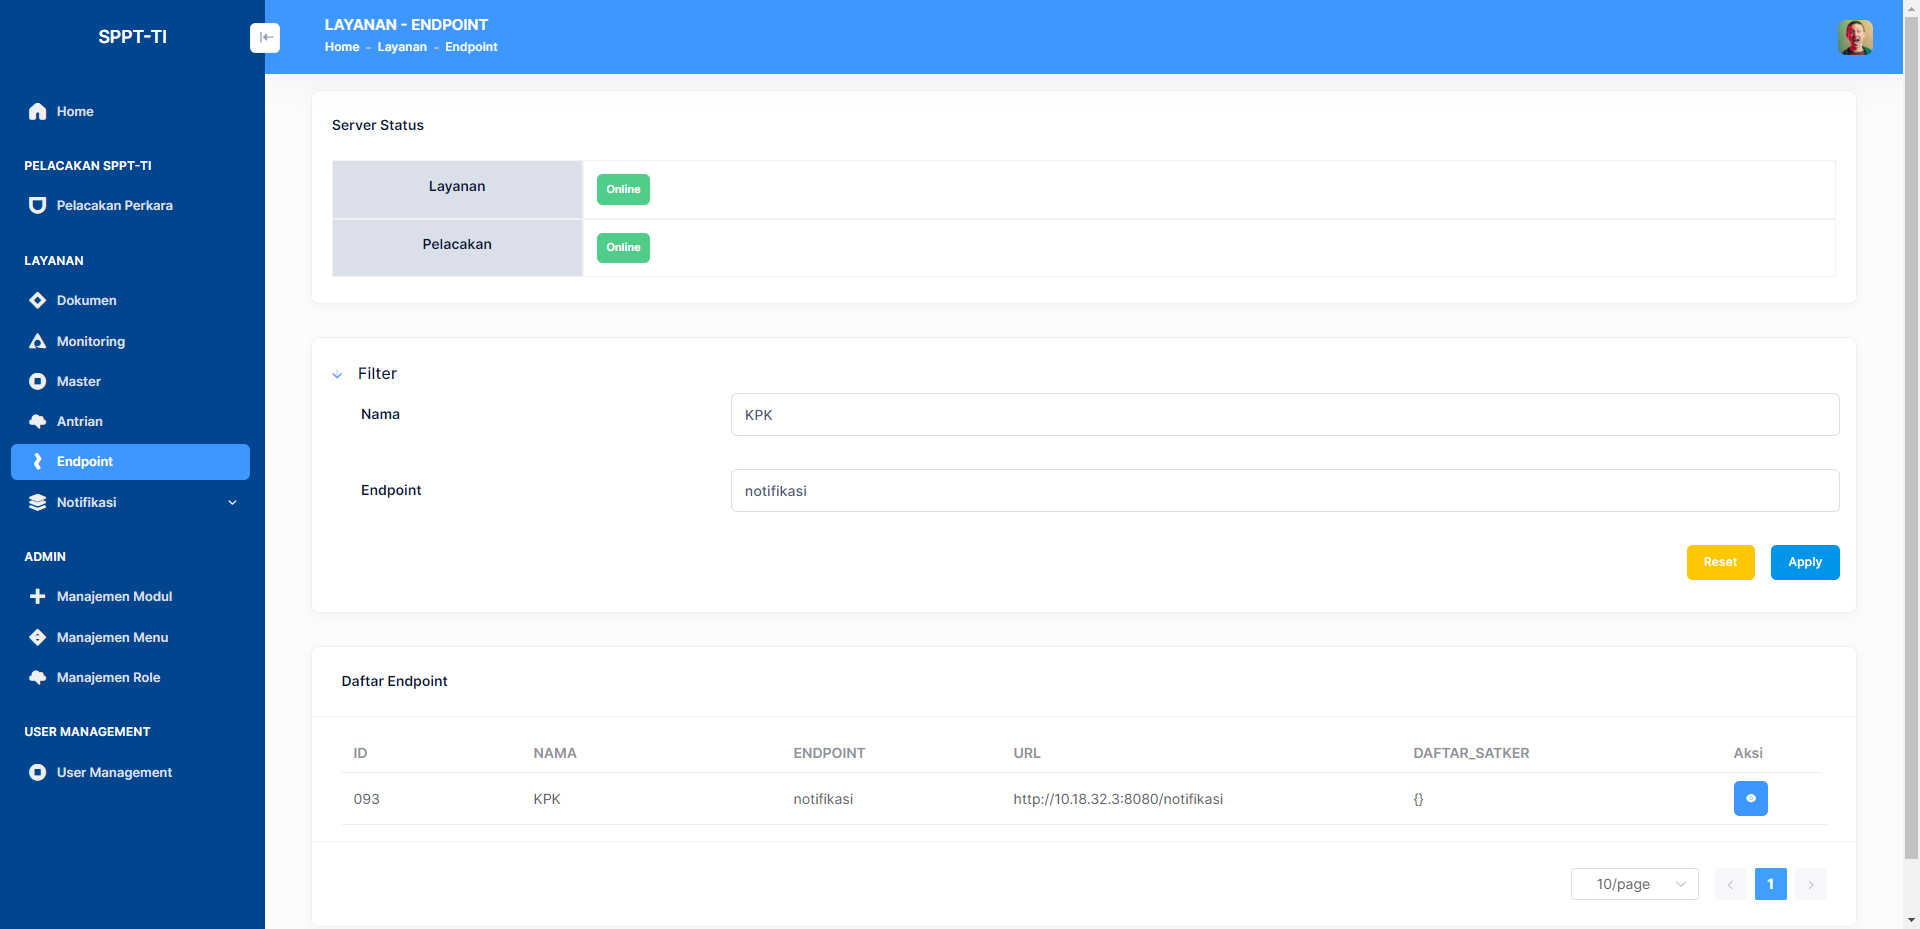 SPPT-TI
LAYANAN - ENDPOINT
Home - Layanan - Endpoint
Home
PELACAKAN SPPT-TI
Pelacakan Perkara
LAYANAN
Dokumen
Monitoring
Master
Antrian
Endpoint
Notifikasi
ADMIN
Manajemen Modul
Manajemen Menu
Manajemen Role
USER MANAGEMENT
User Management
Server Status
Layanan Online
Pelacakan Online
Filter
Nama KPK
Endpoint notifikasi
Reset Apply
Daftar Endpoint
ID NAMA ENDPOINT URL DAFTAR_SATKER Aksi
093 KPK notifikasi http://10.18.32.3:8080/notifikasi {}
10/page 1